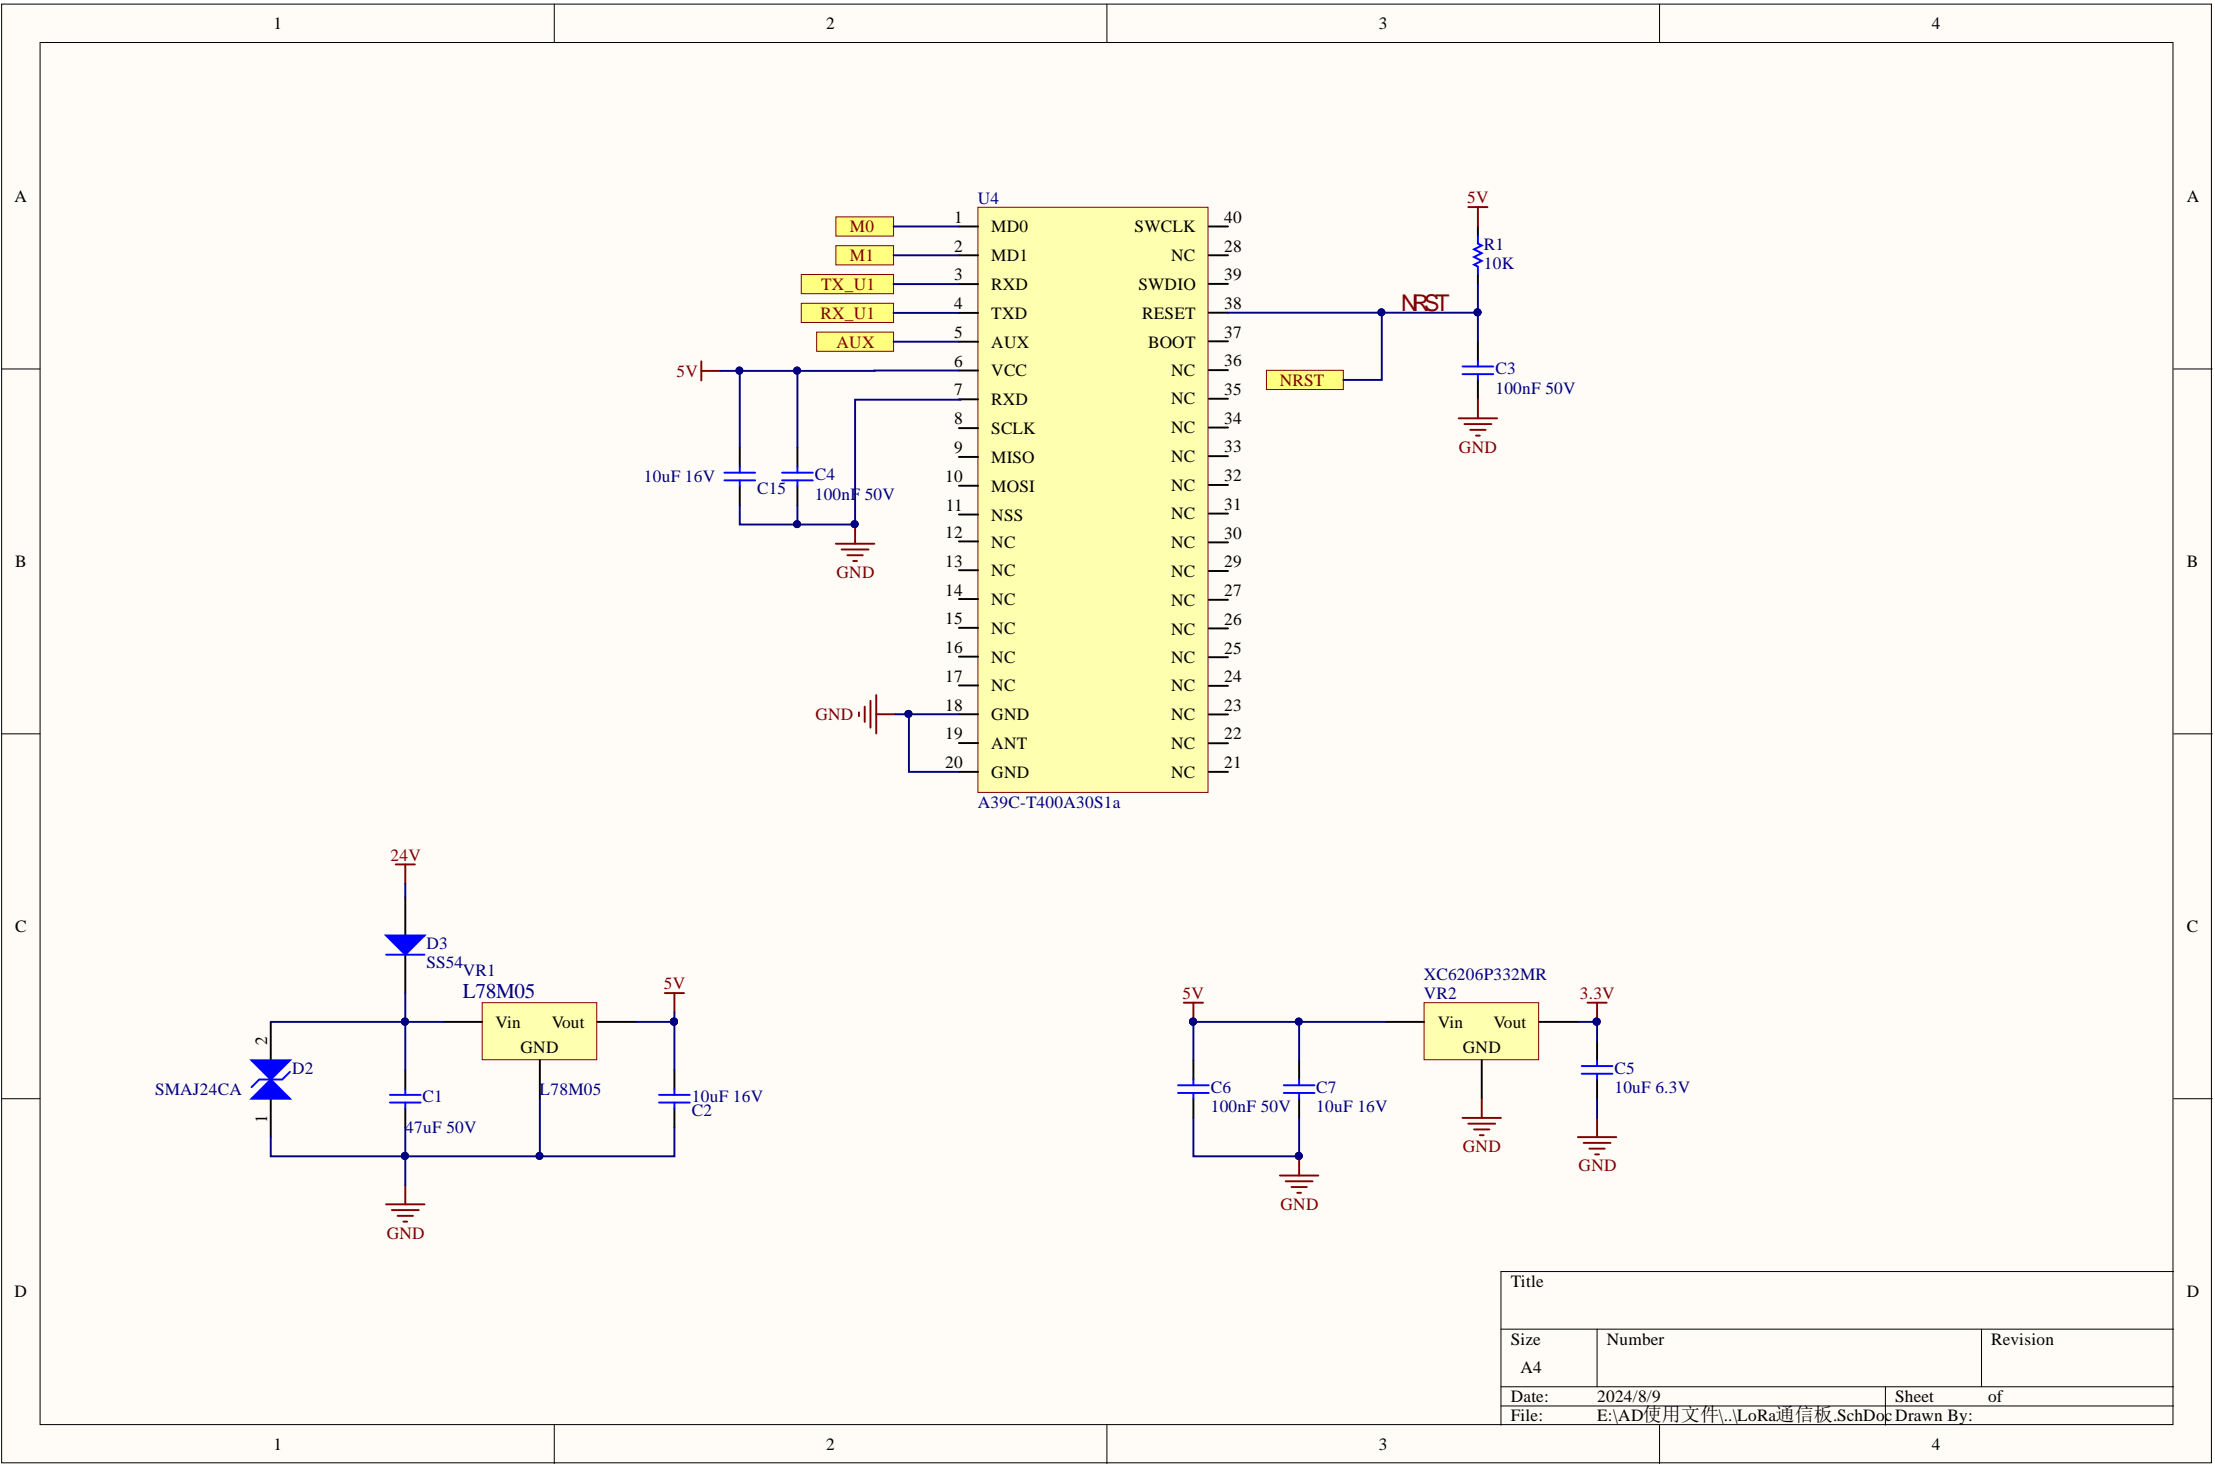 1 2 3 4
A A
B B
C C
D D
U4
M0 1 MD0 SWCLK 40
M1 2 MD1 NC 28
TX_U1 3 RXD SWDIO 39
RX_U1 4 TXD RESET 38
AUX 5 AUX BOOT 37
5V 6 VCC NC 36
7 RXD NC 35
8 SCLK NC 34
9 MISO NC 33
10 MOSI NC 32
11 NSS NC 31
12 NC NC 30
13 NC NC 29
14 NC NC 27
15 NC NC 26
16 NC NC 25
17 NC NC 24
GND 18 GND NC 23
19 ANT NC 22
20 GND NC 21
A39C-T400A30S1a
10uF 16V
C15
C4
100nF 50V
GND
5V
R1
10K
NRST
NRST
C3
100nF 50V
GND
24V
D3
SS54
VR1
L78M05
5V
Vin Vout
GND
2
D2
SMAJ24CA
1
C1
47uF 50V
L78M05
10uF 16V
C2
GND
XC6206P332MR
VR2
5V
3.3V
Vin Vout
GND
C6
100nF 50V
C7
10uF 16V
C5
10uF 6.3V
GND
GND
GND
Title
Size Number Revision
A4
Date: 2024/8/9 Sheet of
File: E:\AD使用文件\..\LoRa通信板.SchDoc Drawn By:
1 2 3 4